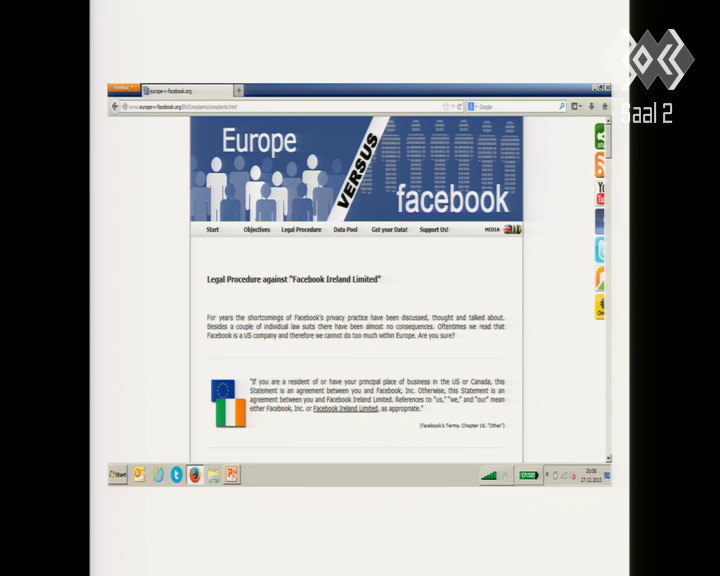 30C3
Saal 2
Firefox
europe-v-facebook.org
www.europe-v-facebook.org/EN/Complaints/complaints.html
Google
Europe
VERSUS
facebook
Start Objectives Legal Procedure Data Pool Get your Data! Support Us! MEDIA
Legal Procedure against "Facebook Ireland Limited"
For years the shortcomings of Facebook's privacy practice have been discussed, thought and talked about.
Besides a couple of individual law suits there have been almost no consequences. Oftentimes we read that
Facebook is a US company and therefore we cannot do too much within Europe. Are you sure?
"If you are a resident of or have your principal place of business in the US or Canada, this
Statement is an agreement between you and Facebook, Inc. Otherwise, this Statement is an
agreement between you and Facebook Ireland Limited. References to "us," "we," and "our" mean
either Facebook, Inc. or Facebook Ireland Limited, as appropriate."
(Facebook's Terms. Chapter 18. "Other")
Start
27.12.2013